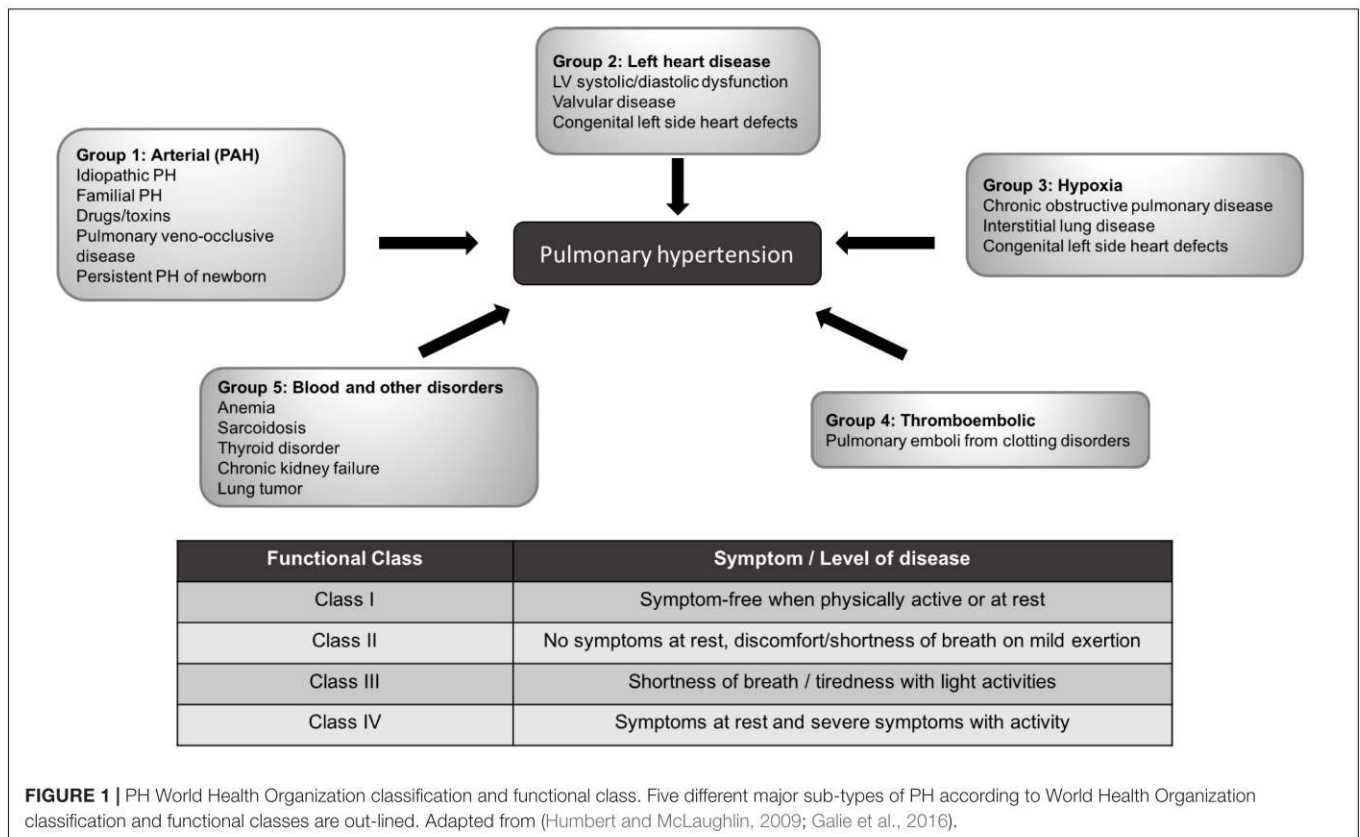 Group 2: Left heart disease
LV systolic/diastolic dysfunction
Valvular disease
Congenital left side heart defects
Group 1: Arterial (PAH)
Idiopathic PH
Familial PH
Drugs/toxins
Pulmonary veno-occlusive
disease
Persistent PH of newborn
Group 3: Hypoxia
Chronic obstructive pulmonary disease
Interstitial lung disease
Congenital left side heart defects
Pulmonary hypertension
Group 5: Blood and other disorders
Anemia
Sarcoidosis
Thyroid disorder
Chronic kidney failure
Lung tumor
Group 4: Thromboembolic
Pulmonary emboli from clotting disorders
Functional Class Symptom / Level of disease
Class I Symptom-free when physically active or at rest
Class II No symptoms at rest, discomfort/shortness of breath on mild exertion
Class III Shortness of breath / tiredness with light activities
Class IV Symptoms at rest and severe symptoms with activity
FIGURE 1 | PH World Health Organization classification and functional class. Five different major sub-types of PH according to World Health Organization
classification and functional classes are out-lined. Adapted from (Humbert and McLaughlin, 2009; Galie et al., 2016).